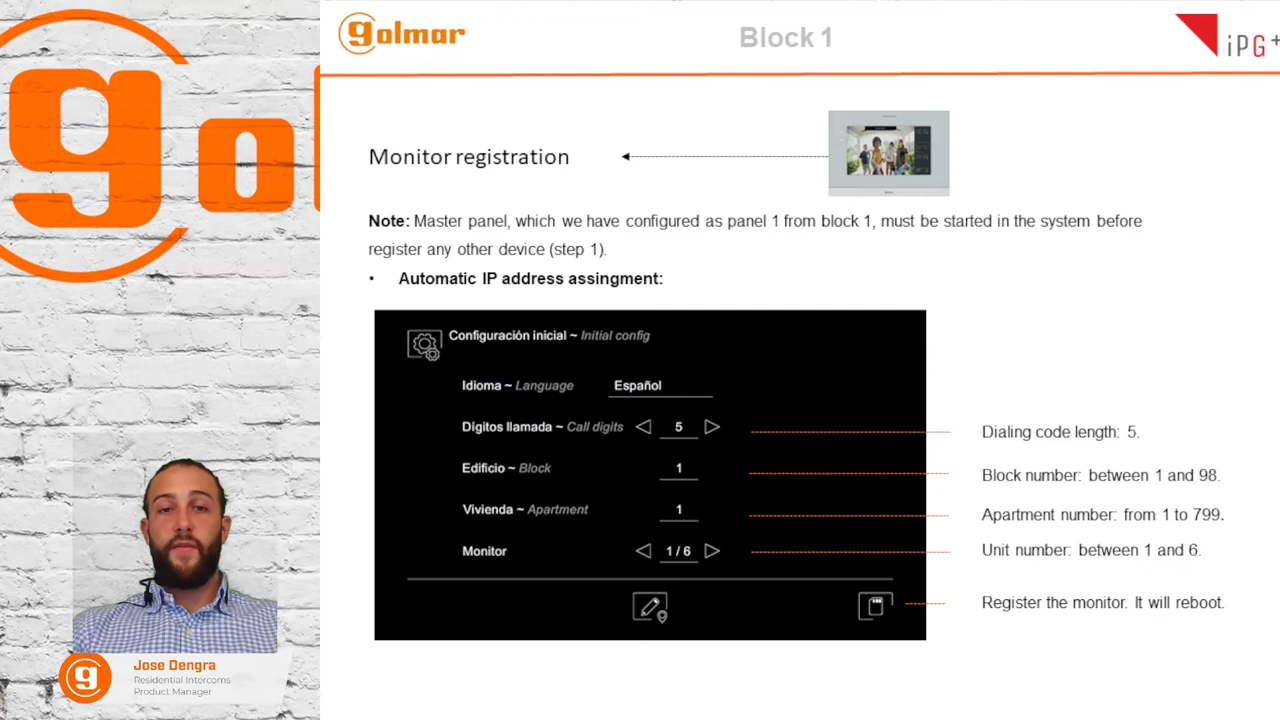 golmar
Block 1
iPG+
Monitor registration
Note: Master panel, which we have configured as panel 1 from block 1, must be started in the system before
register any other device (step 1).
• Automatic IP address assingment:
Configuración inicial ~ Initial config
Idioma ~ Language Español
Dígitos llamada ~ Call digits 5
Dialing code length: 5.
Edificio ~ Block 1
Block number: between 1 and 98.
Vivienda ~ Apartment 1
Apartment number: from 1 to 799.
Monitor 1 / 6
Unit number: between 1 and 6.
Register the monitor. It will reboot.
gol
g
Jose Dengra
Residential Intercoms
Product Manager